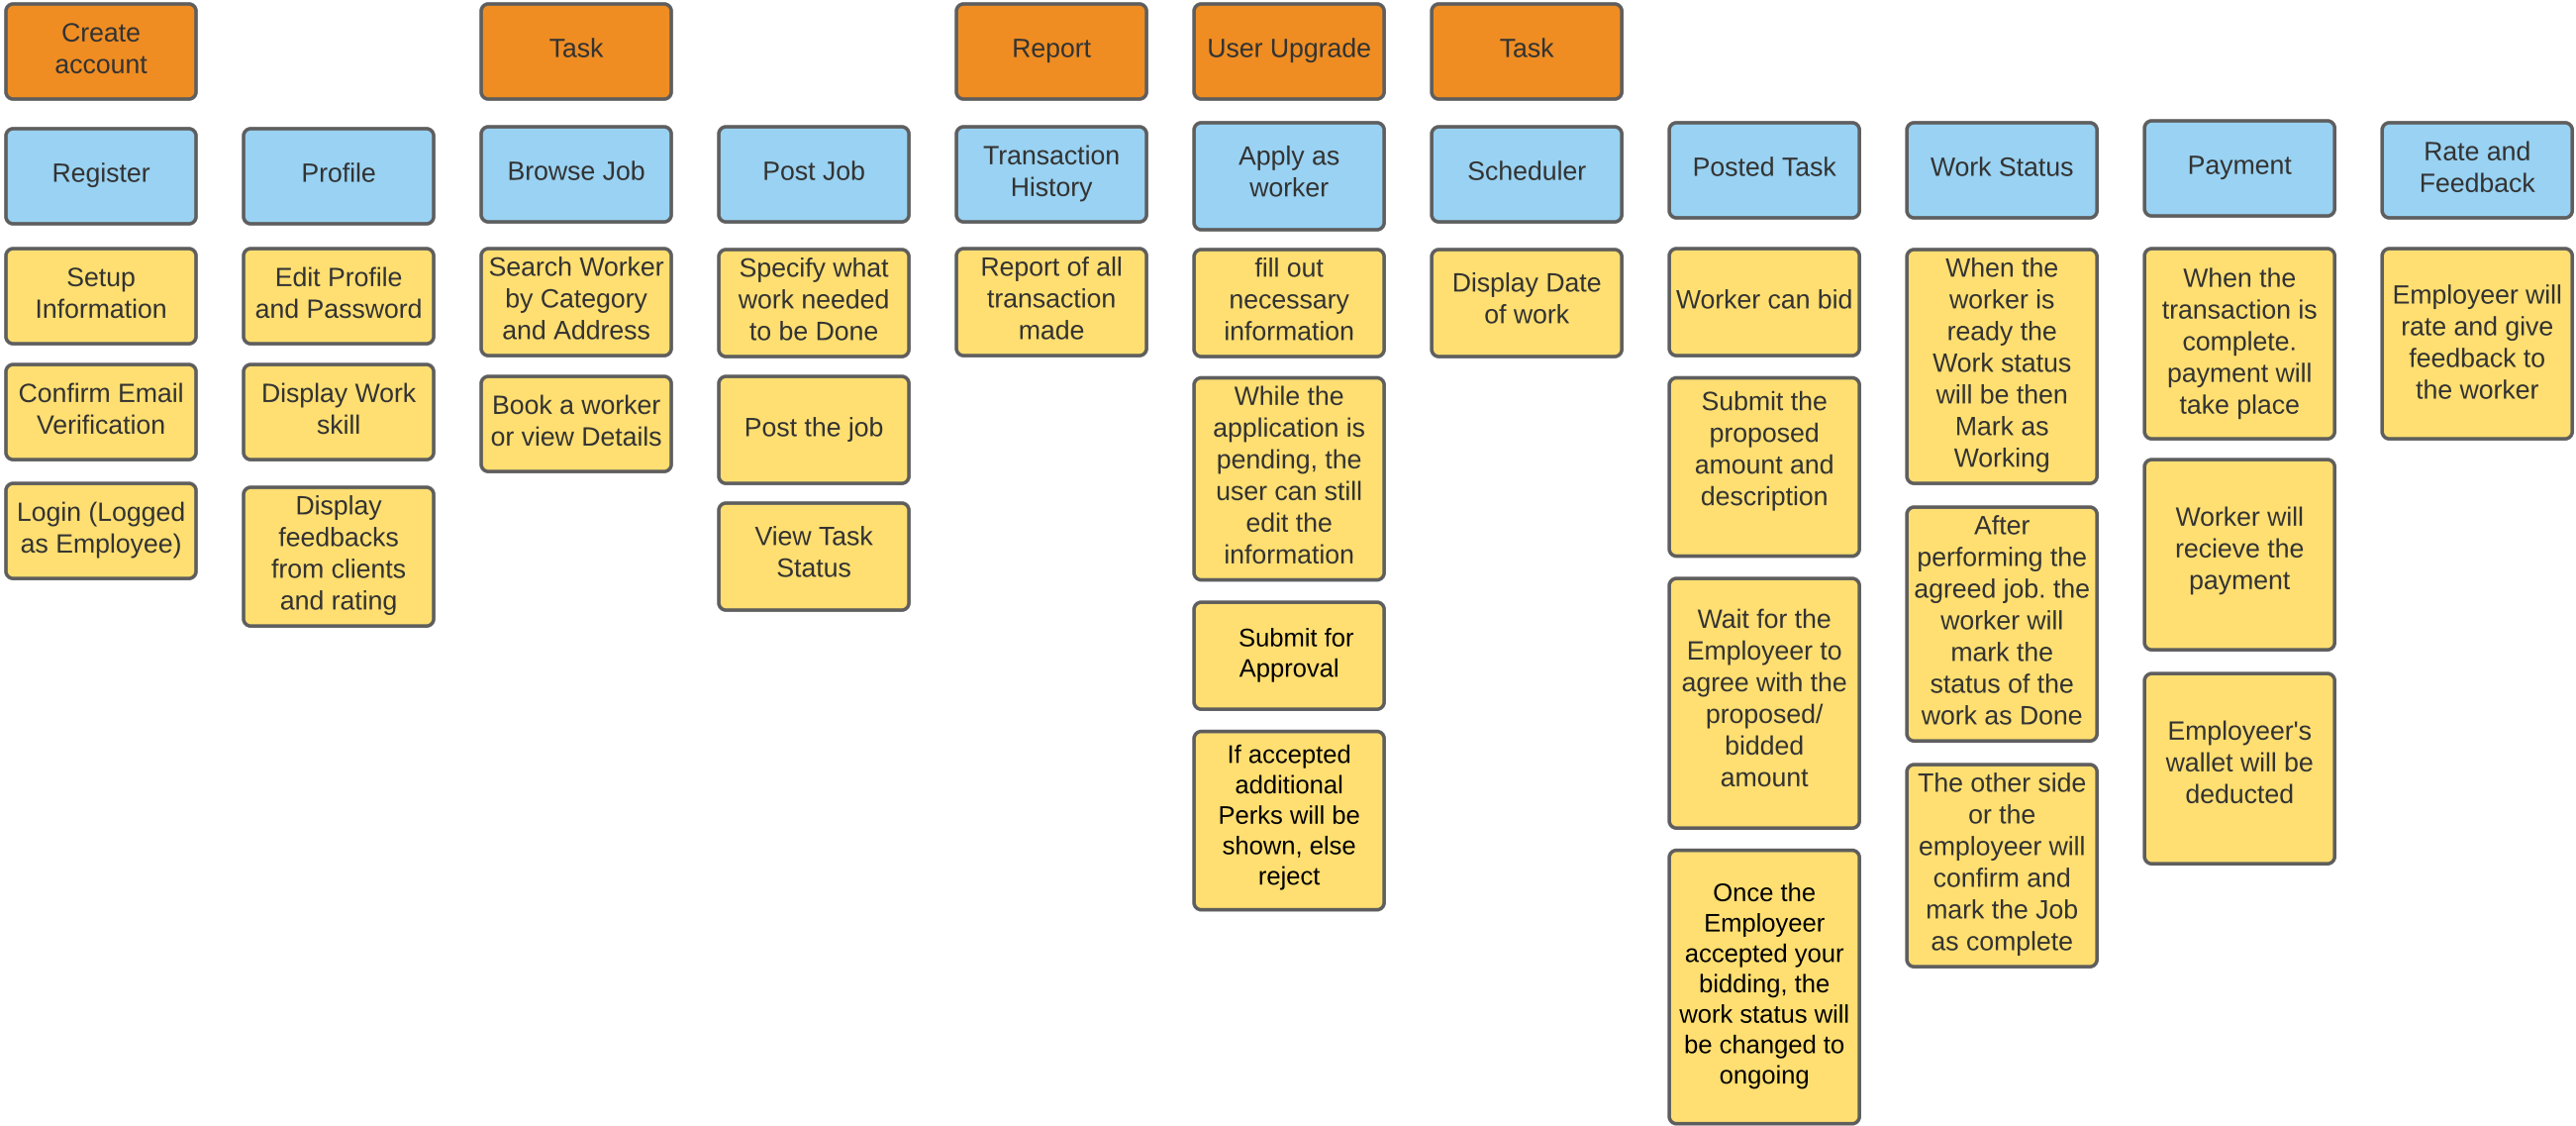 Create
account
Task
Report
User Upgrade
Task
Register
Profile
Browse Job
Post Job
Transaction
History
Apply as
worker
Scheduler
Posted Task
Work Status
Payment
Rate and
Feedback
Setup
Information
Confirm Email
Verification
Login (Logged
as Employee)
Edit Profile
and Password
Display Work
skill
Display
feedbacks
from clients
and rating
Search Worker
by Category
and Address
Book a worker
or view Details
Specify what
work needed
to be Done
Post the job
View Task
Status
Report of all
transaction
made
fill out
necessary
information
While the
application is
pending, the
user can still
edit the
information
Submit for
Approval
If accepted
additional
Perks will be
shown, else
reject
Display Date
of work
Worker can bid
Submit the
proposed
amount and
description
Wait for the
Employeer to
agree with the
proposed/
bidded
amount
Once the
Employeer
accepted your
bidding, the
work status will
be changed to
ongoing
When the
worker is
ready the
Work status
will be then
Mark as
Working
After
performing the
agreed job. the
worker will
mark the
status of the
work as Done
The other side
or the
employeer will
confirm and
mark the Job
as complete
When the
transaction is
complete.
payment will
take place
Worker will
recieve the
payment
Employeer's
wallet will be
deducted
Employeer will
rate and give
feedback to
the worker